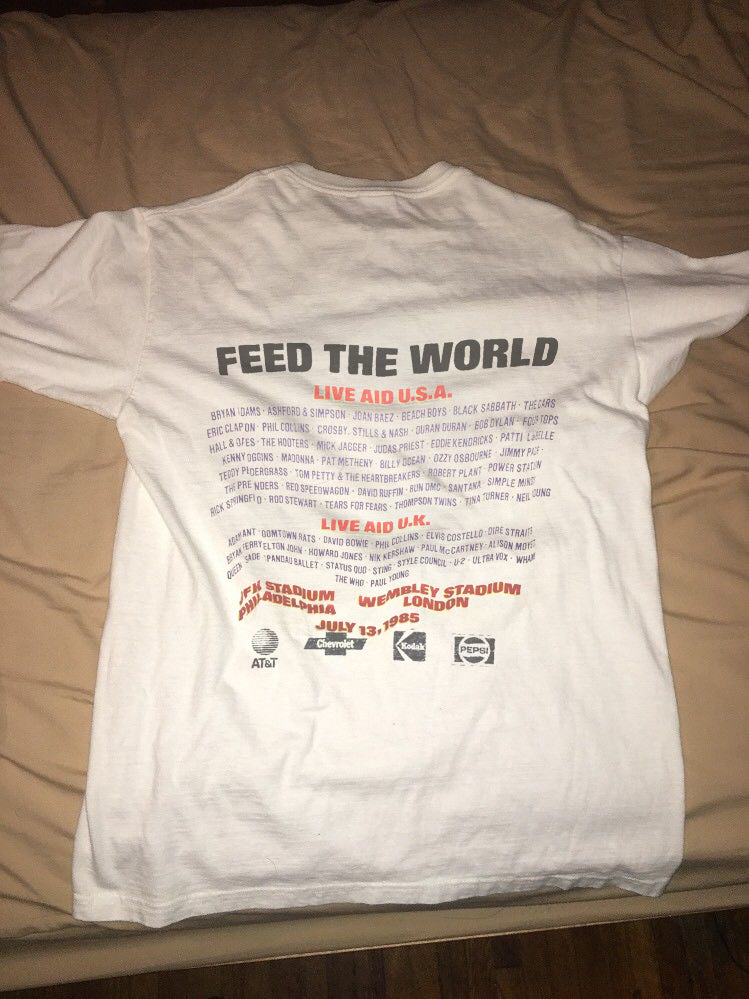 FEED THE WORLD
LIVE AID U.S.A.
BRYAN ADAMS · ASHFORD & SIMPSON · JOAN BAEZ · BEACH BOYS · BLACK SABBATH · THE CARS
ERIC CLAPTON · PHIL COLLINS · CROSBY, STILLS & NASH · DURAN DURAN · BOB DYLAN · FOUR TOPS
HALL & OATES · THE HOOTERS · MICK JAGGER · JUDAS PRIEST · EDDIE KENDRICKS · PATTI LABELLE
KENNY LOGGINS · MADONNA · PAT METHENY · BILLY OCEAN · OZZY OSBOURNE · JIMMY PAGE
TEDDY PENDERGRASS · TOM PETTY & THE HEARTBREAKERS · ROBERT PLANT · POWER STATION
THE PRETENDERS · REO SPEEDWAGON · DAVID RUFFIN · RUN DMC · SANTANA · SIMPLE MINDS
RICK SPRINGFIELD · ROD STEWART · TEARS FOR FEARS · THOMPSON TWINS · TINA TURNER · NEIL YOUNG
LIVE AID U.K.
ADAM ANT · BOOMTOWN RATS · DAVID BOWIE · PHIL COLLINS · ELVIS COSTELLO · DIRE STRAITS
BRYAN FERRY ELTON JOHN · HOWARD JONES · NIK KERSHAW · PAUL McCARTNEY · ALISON MOYET
QUEEN · SADE · SPANDAU BALLET · STATUS QUO · STING · STYLE COUNCIL · U-2 · ULTRA VOX · WHAM
THE WHO · PAUL YOUNG
JFK STADIUM WEMBLEY STADIUM
PHILADELPHIA LONDON
JULY 13, 1985
AT&T Chevrolet Kodak PEPSI